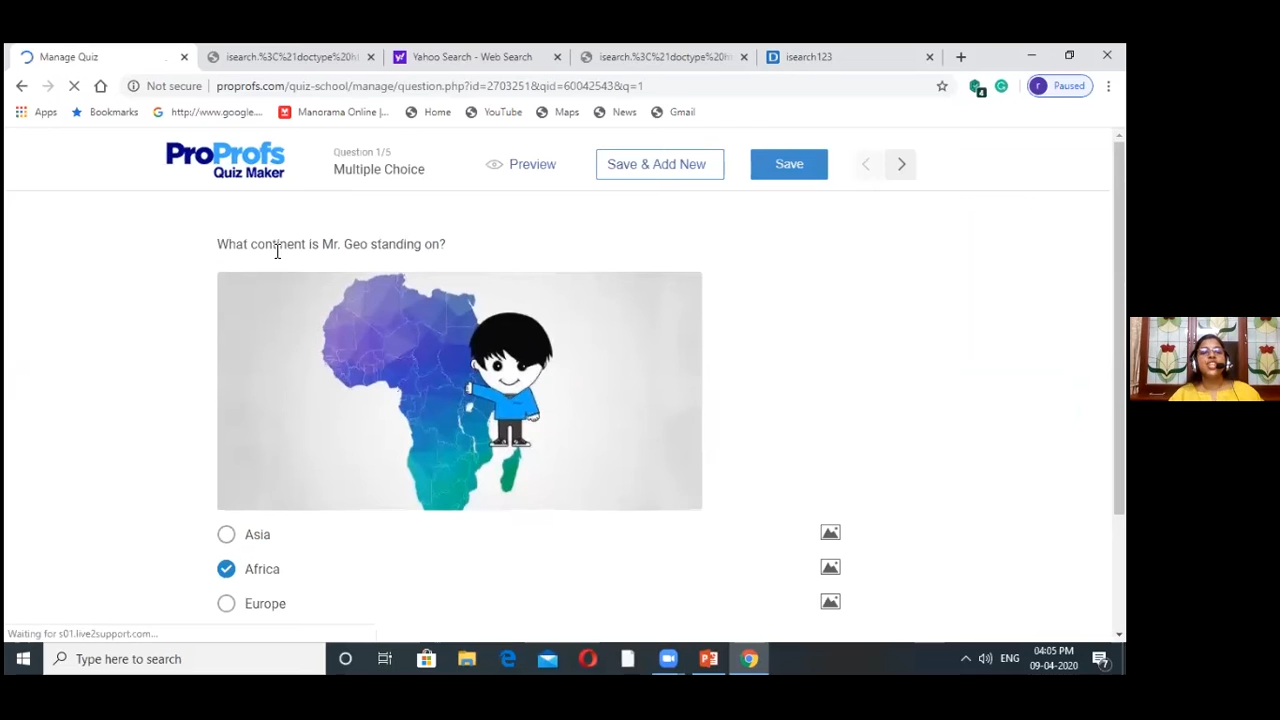 Manage Quiz
isearch.%3C%21doctype%20ht
Yahoo Search - Web Search
isearch.%3C%21doctype%20ht
isearch123
Not secure
proprofs.com/quiz-school/manage/question.php?id=2703251&qid=60042543&q=1
4
r
Paused
Apps
Bookmarks
http://www.google....
Manorama Online |...
Home
YouTube
Maps
News
Gmail
ProProfs
Quiz Maker
Question 1/5
Multiple Choice
Preview
Save & Add New
Save
What continent is Mr. Geo standing on?
Asia
Africa
Europe
Waiting for s01.live2support.com...
Type here to search
ENG
04:05 PM
09-04-2020
7